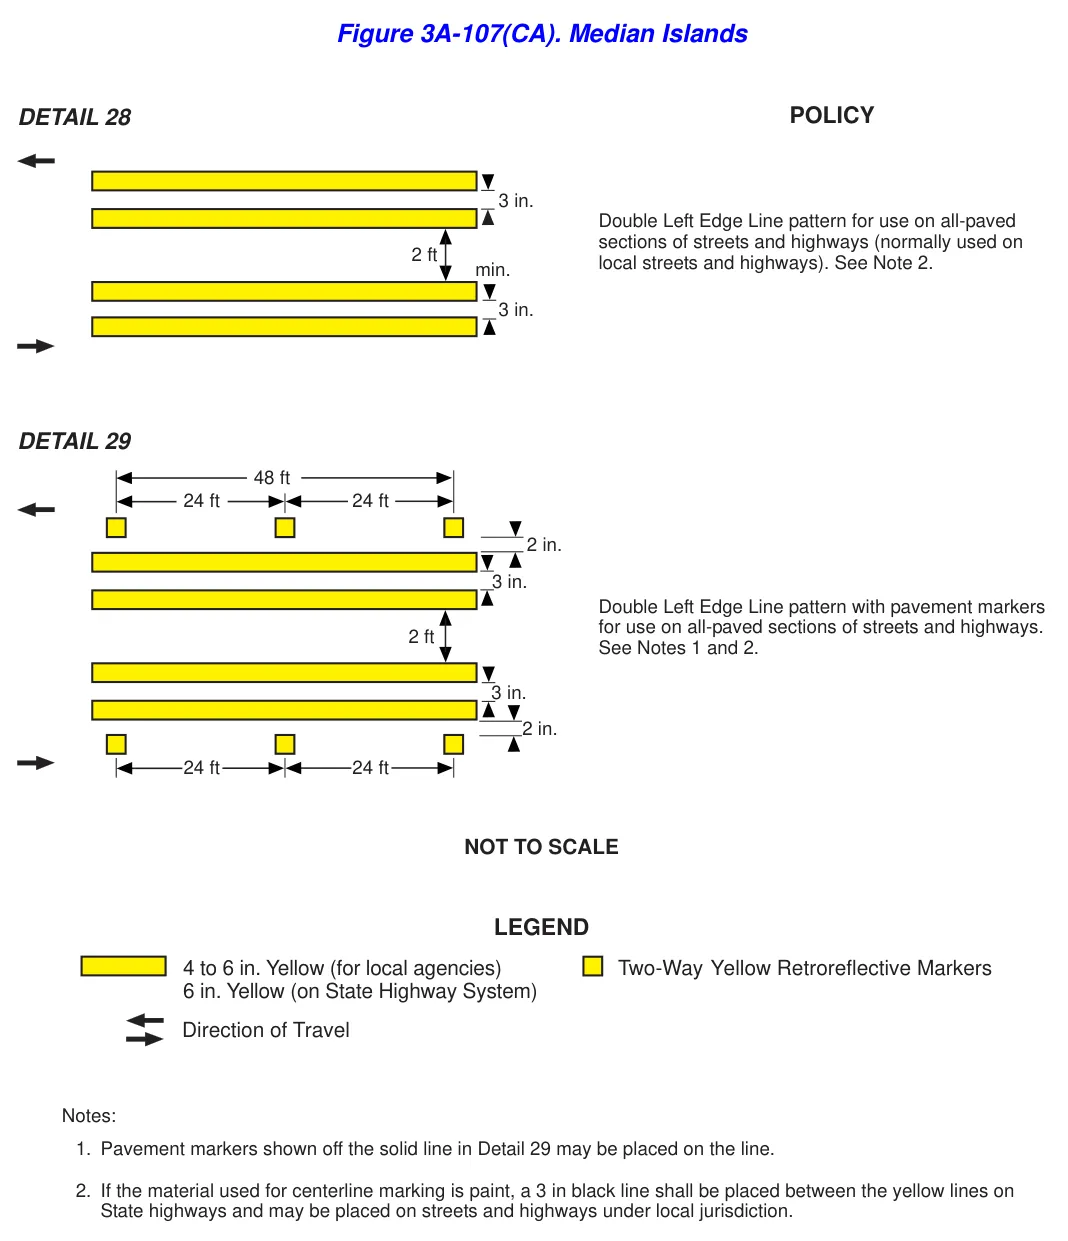 Figure 3A-107(CA). Median Islands
DETAIL 28
POLICY
3 in.
2 ft
min.
3 in.
Double Left Edge Line pattern for use on all-paved
sections of streets and highways (normally used on
local streets and highways). See Note 2.
DETAIL 29
48 ft
24 ft 24 ft
2 in.
3 in.
2 ft
3 in.
2 in.
24 ft 24 ft
Double Left Edge Line pattern with pavement markers
for use on all-paved sections of streets and highways.
See Notes 1 and 2.
NOT TO SCALE
LEGEND
4 to 6 in. Yellow (for local agencies)
6 in. Yellow (on State Highway System)
Two-Way Yellow Retroreflective Markers
Direction of Travel
Notes:
1. Pavement markers shown off the solid line in Detail 29 may be placed on the line.
2. If the material used for centerline marking is paint, a 3 in black line shall be placed between the yellow lines on
State highways and may be placed on streets and highways under local jurisdiction.